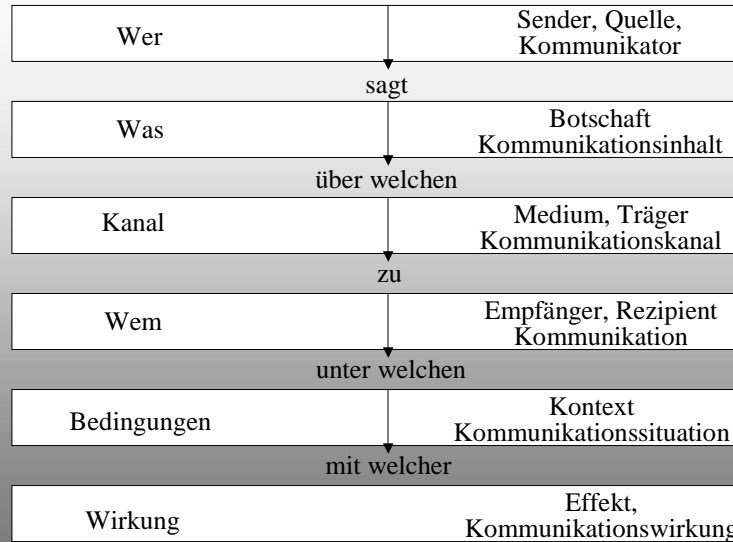 Wer
Sender, Quelle,
Kommunikator
sagt
Was
Botschaft
Kommunikationsinhalt
über welchen
Kanal
Medium, Träger
Kommunikationskanal
zu
Wem
Empfänger, Rezipient
Kommunikation
unter welchen
Bedingungen
Kontext
Kommunikationssituation
mit welcher
Wirkung
Effekt,
Kommunikationswirkung